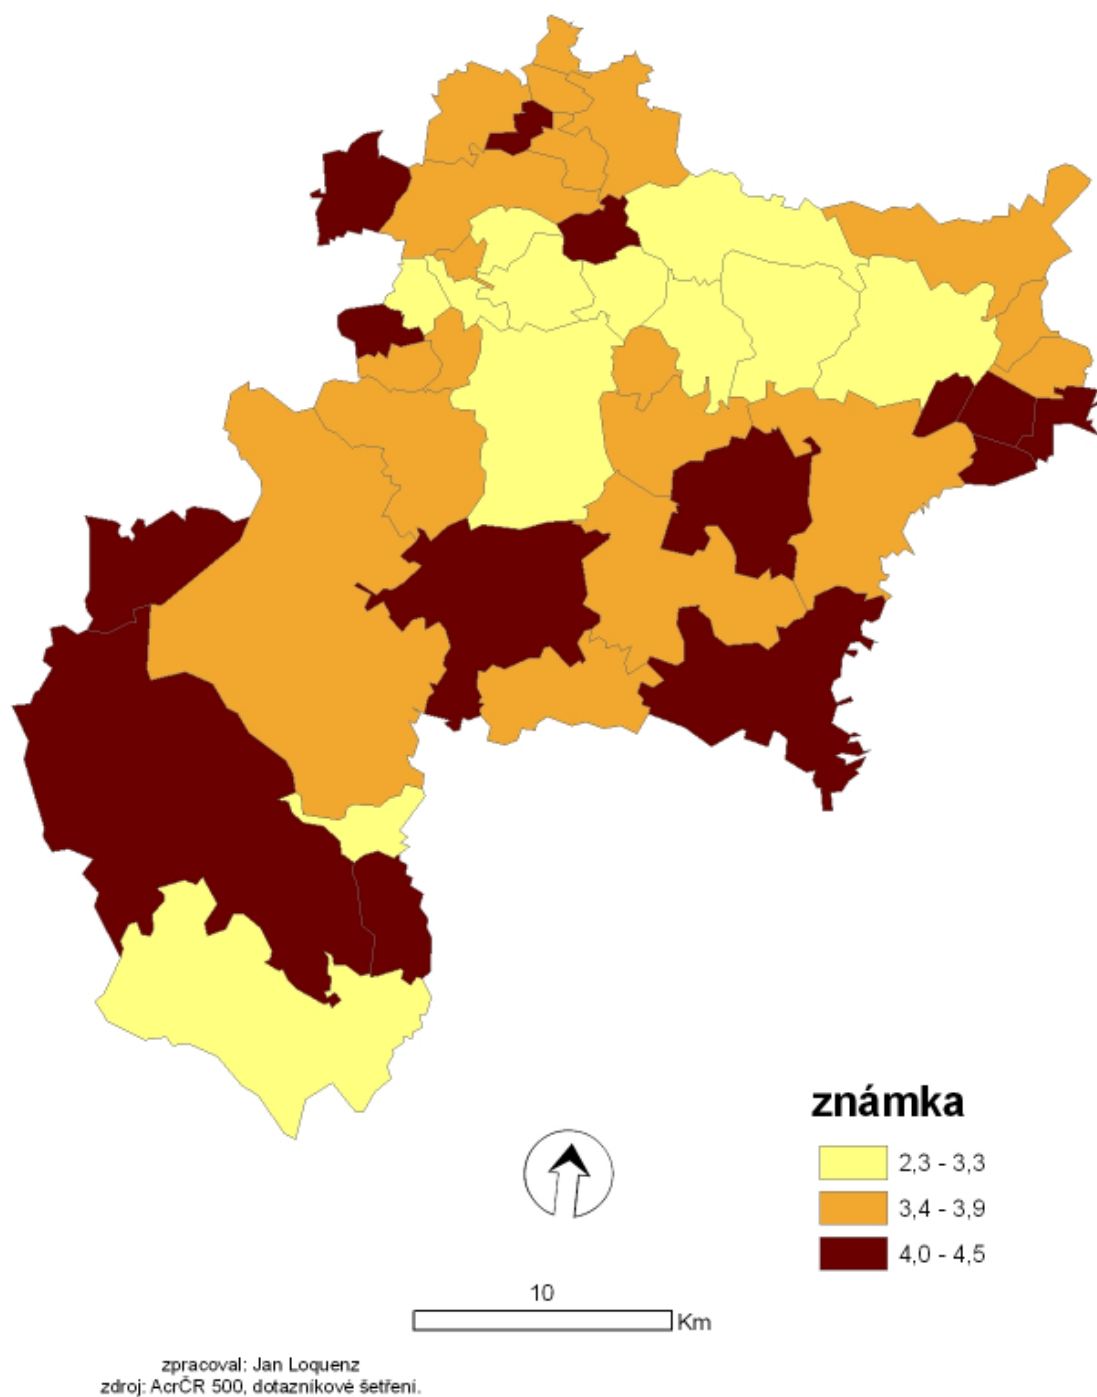 známka
2,3 - 3,3
3,4 - 3,9
4,0 - 4,5
10
Km
zpracoval: Jan Loquenz
zdroj: AcrČR 500, dotazníkové šetření.